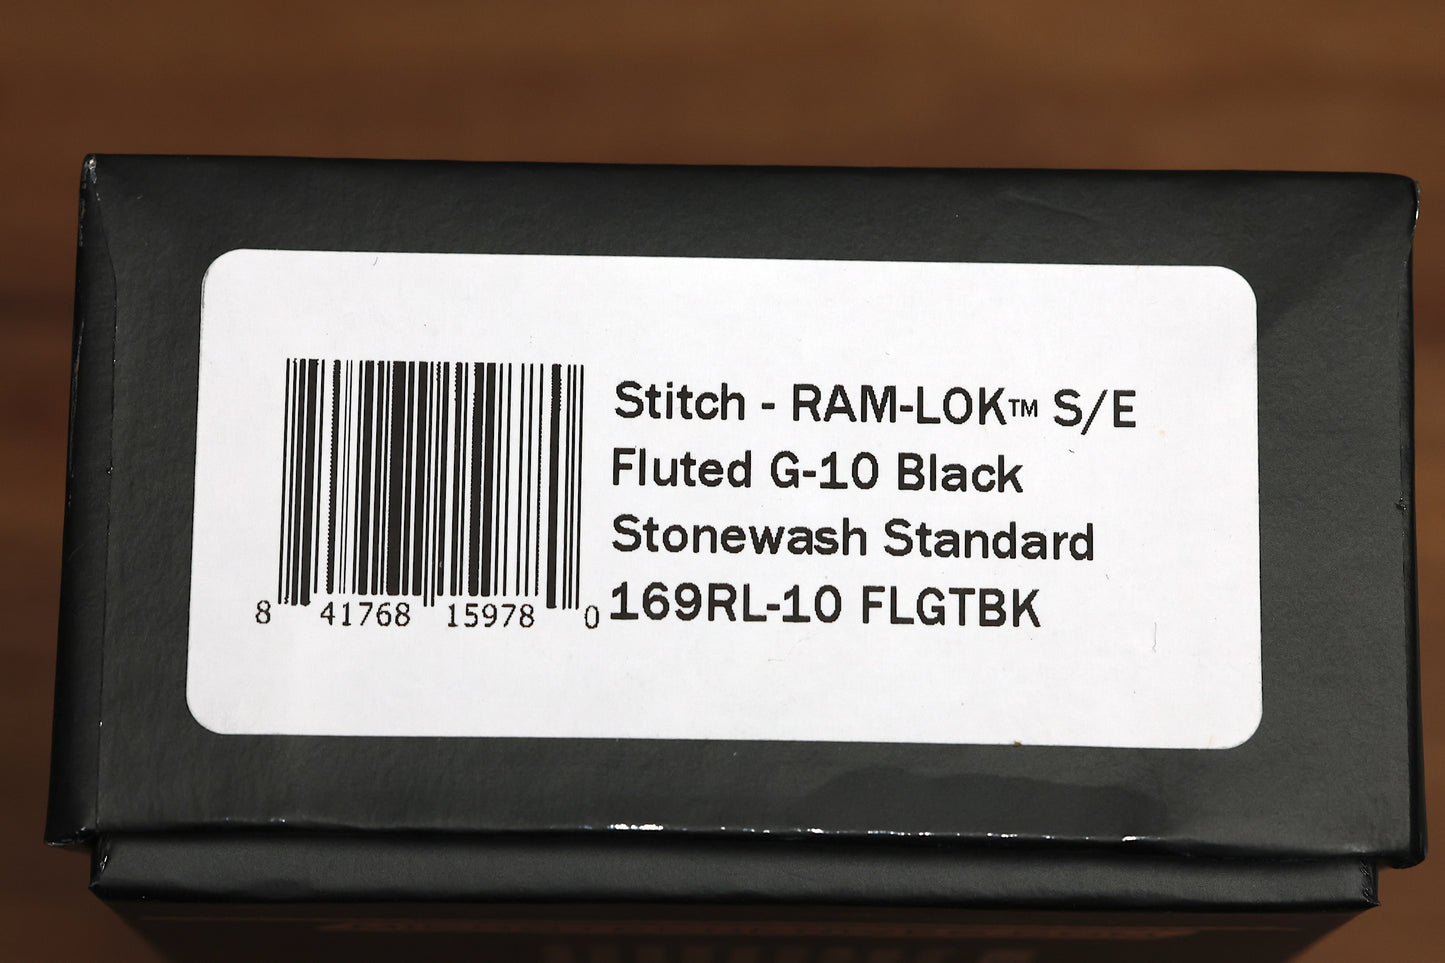 Stitch - RAM-LOK™ S/E
Fluted G-10 Black
Stonewash Standard
169RL-10 FLGTBK
8 41768 15978 0